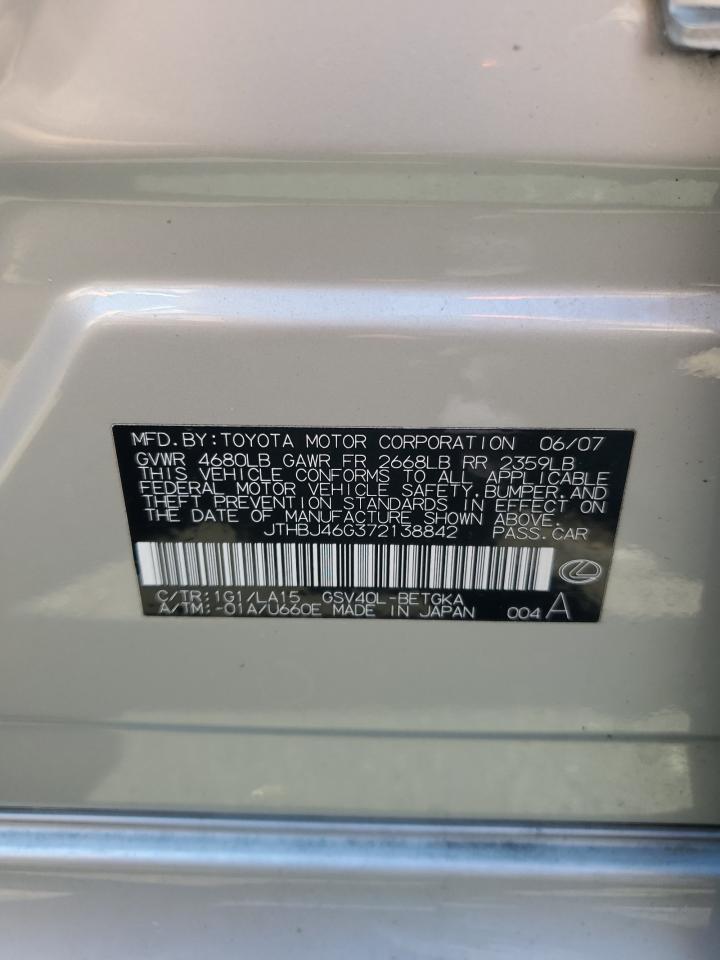 MFD.BY:TOYOTA MOTOR CORPORATION 06/07
GVWR 4680LB GAWR FR 2668LB RR 2359LB
THIS VEHICLE CONFORMS TO ALL APPLICABLE
FEDERAL MOTOR VEHICLE SAFETY,BUMPER,AND
THEFT PREVENTION STANDARDS IN EFFECT ON
THE DATE OF MANUFACTURE SHOWN ABOVE.
JTHBJ46G372138842 PASS.CAR
C/TR:1G1/LA15 GSV40L-BETGKA
A/TM:-01A/U660E MADE IN JAPAN 004 A